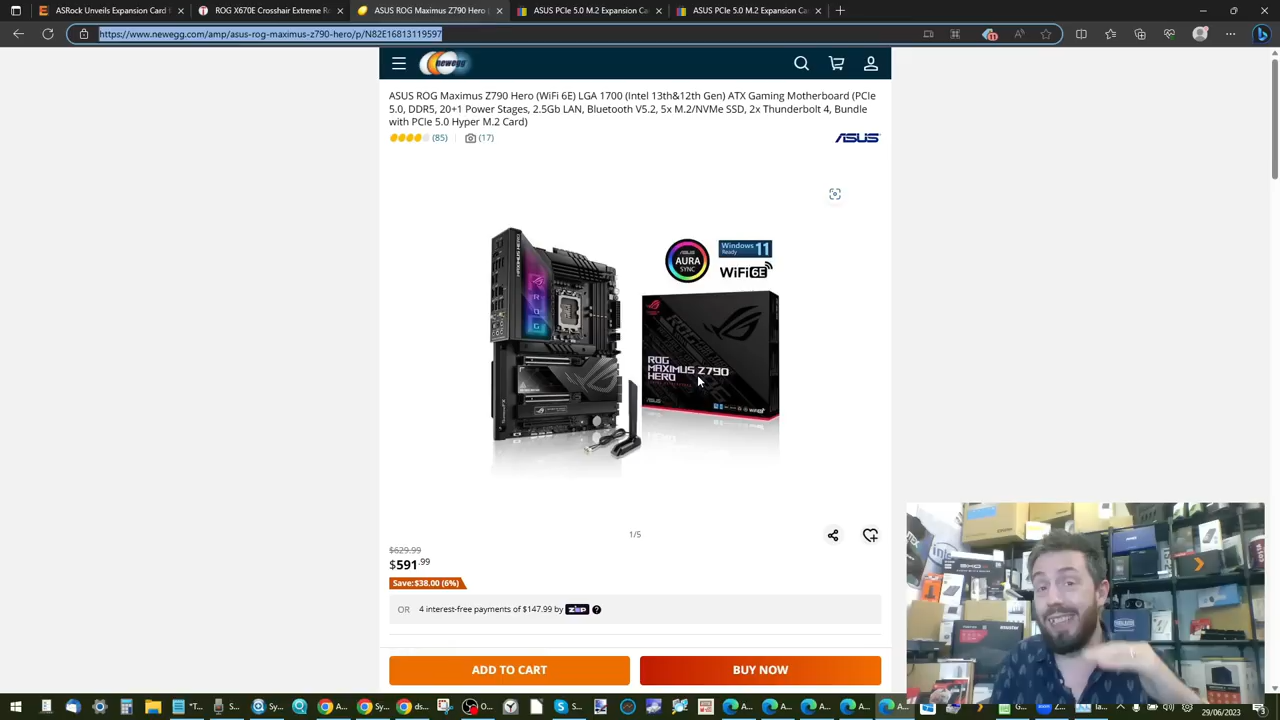 ASRock Unveils Expansion Card
ROG X670E Crosshair Extreme Ro
ASUS ROG Maximus Z790 Hero
ASUS PCIe 5.0 M.2 Expansion Ca
ASUS PCIe 5.0 M.2 Expansion Ca
https://www.newegg.com/amp/asus-rog-maximus-z790-hero/p/N82E16813119597
newegg
ASUS ROG Maximus Z790 Hero (WiFi 6E) LGA 1700 (Intel 13th&12th Gen) ATX Gaming Motherboard (PCIe
5.0, DDR5, 20+1 Power Stages, 2.5Gb LAN, Bluetooth V5.2, 5x M.2/NVMe SSD, 2x Thunderbolt 4, Bundle
with PCIe 5.0 Hyper M.2 Card)
(85) (17)
ASUS
AURA
SYNC
Windows 11
Ready
WiFi 6E
ROG
MAXIMUS Z790
HERO
1/5
$629.99
$591.99
Save: $38.00 (6%)
OR 4 interest-free payments of $147.99 by ZIP ?
ADD TO CART
BUY NOW
29/06/2023